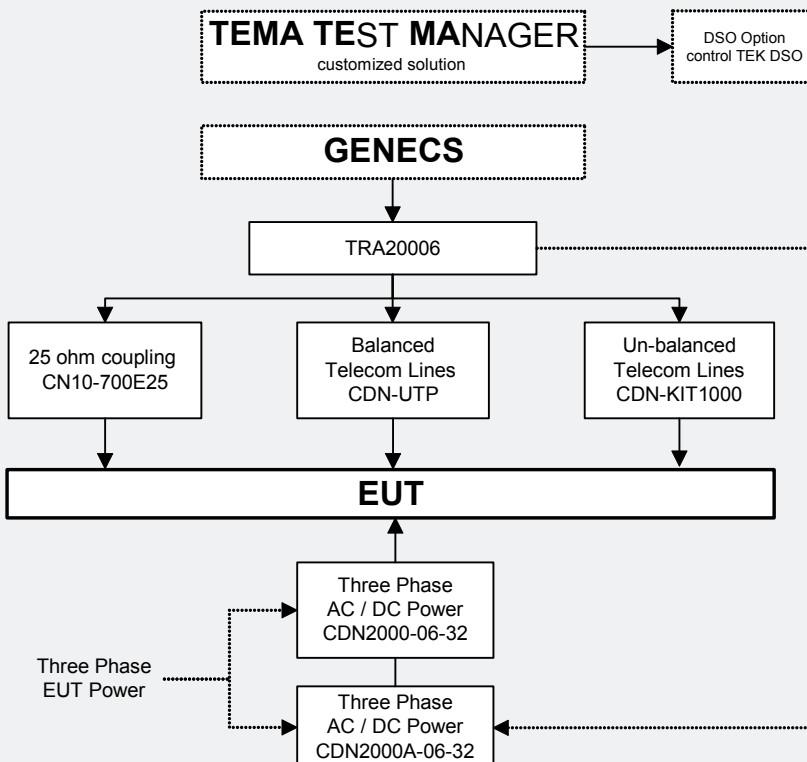 TEMA TEST MANAGER
customized solution
DSO Option
control TEK DSO
GENECS
TRA20006
25 ohm coupling
CN10-700E25
Balanced
Telecom Lines
CDN-UTP
Un-balanced
Telecom Lines
CDN-KIT1000
EUT
Three Phase
AC / DC Power
CDN2000-06-32
Three Phase
EUT Power
Three Phase
AC / DC Power
CDN2000A-06-32